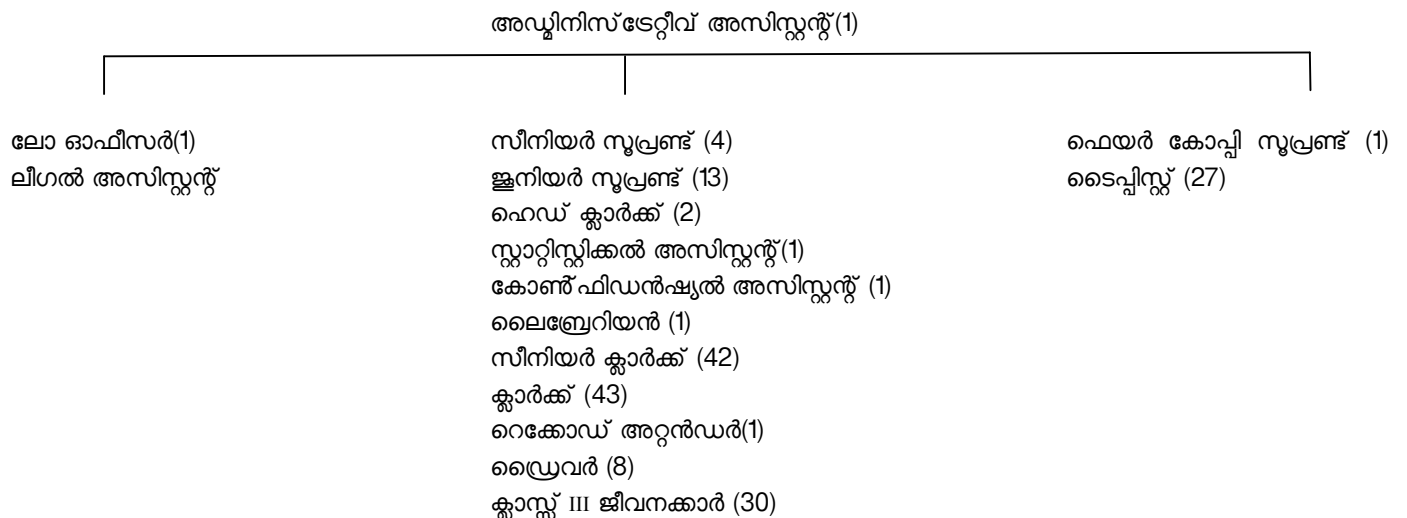 അഡ്മിനിസ്ട്രേറ്റീവ് അസിസ്റ്റന്റ്(1)
ലോ ഓഫീസർ(1)
ലീഗൽ അസിസ്റ്റന്റ്
സീനിയർ സൂപ്രണ്ട് (4)
ജൂനിയർ സൂപ്രണ്ട് (13)
ഹെഡ് ക്ലാർക്ക് (2)
സ്റ്റാറ്റിസ്റ്റിക്കൽ അസിസ്റ്റന്റ്(1)
കോൺഫിഡൻഷ്യൽ അസിസ്റ്റന്റ് (1)
ലൈബ്രേറിയൻ (1)
സീനിയർ ക്ലാർക്ക് (42)
ക്ലാർക്ക് (43)
റെക്കോഡ് അറ്റൻഡർ(1)
ഡ്രൈവർ (8)
ക്ലാസ്സ് III ജീവനക്കാർ (30)
ഫെയർ കോപ്പി സൂപ്രണ്ട് (1)
ടൈപ്പിസ്റ്റ് (27)